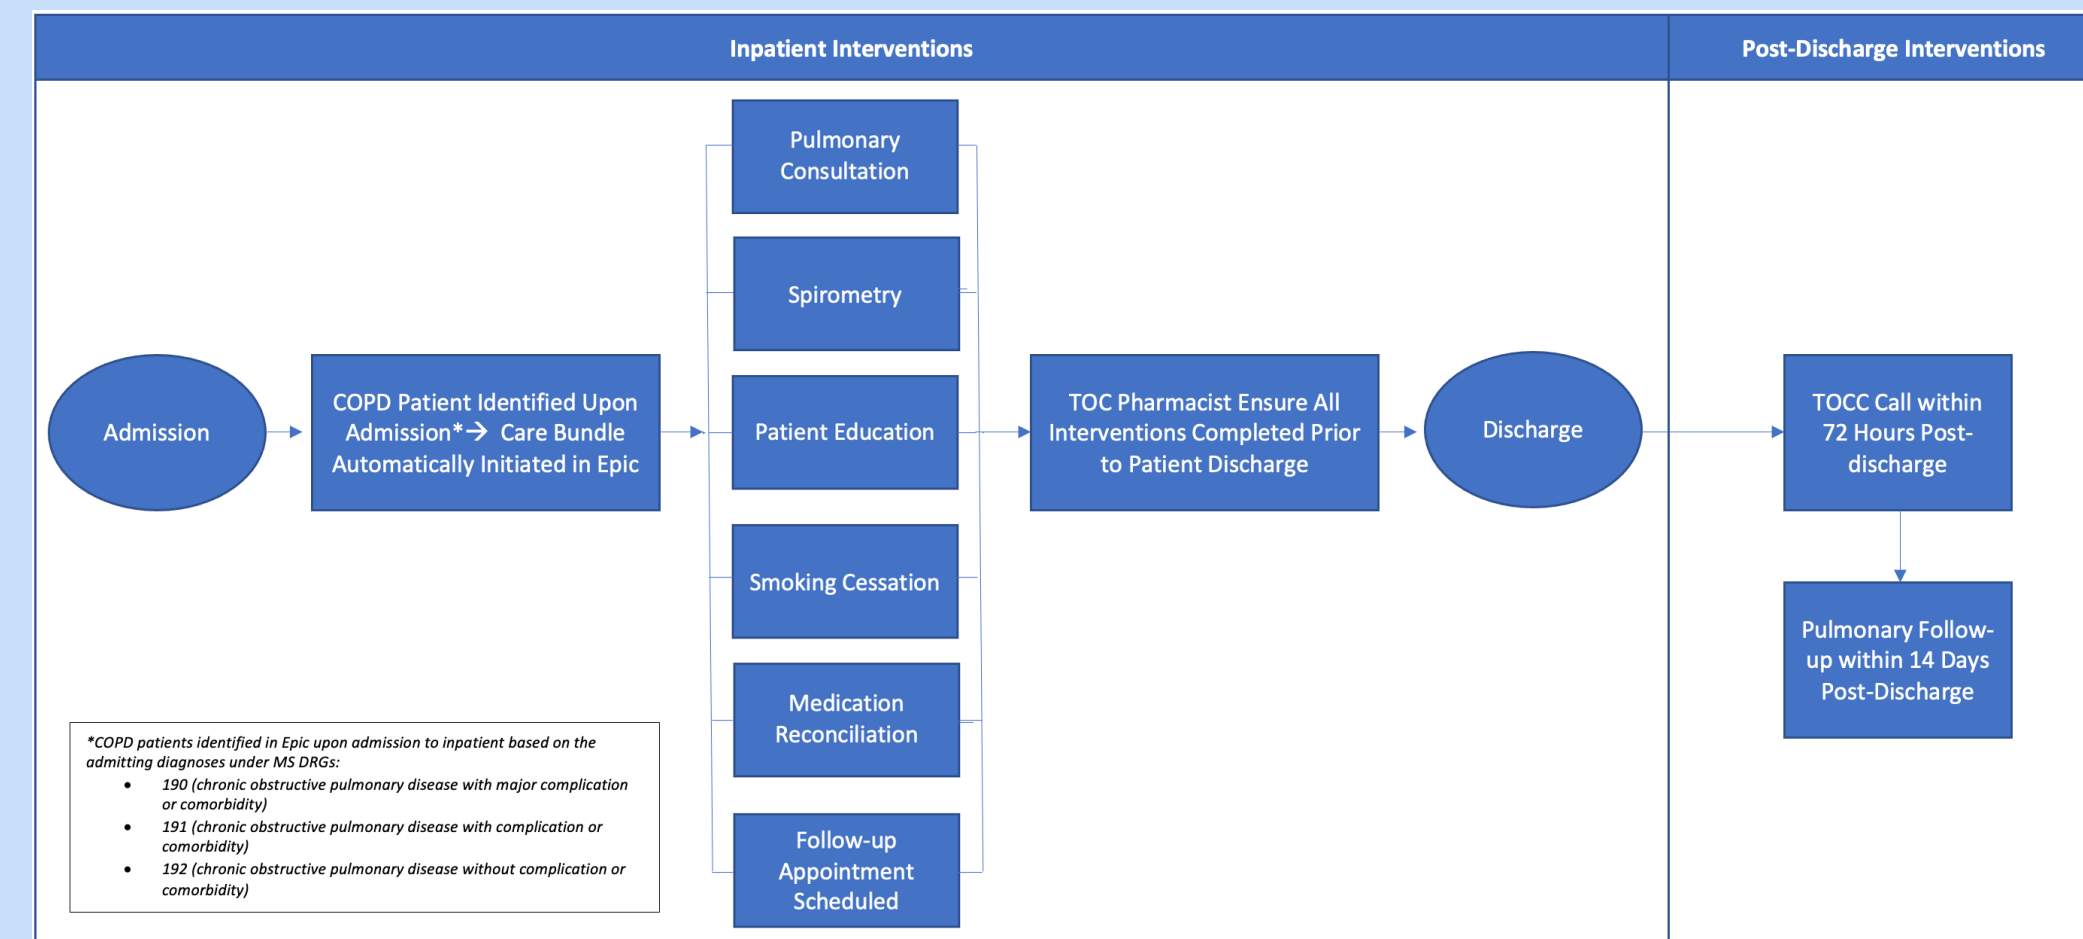 Inpatient Interventions
Post-Discharge Interventions
Admission
COPD Patient Identified Upon
Admission*→ Care Bundle
Automatically Initiated in Epic
Pulmonary
Consultation
Spirometry
Patient Education
Smoking Cessation
Medication
Reconciliation
Follow-up
Appointment
Scheduled
TOC Pharmacist Ensure All
Interventions Completed Prior
to Patient Discharge
Discharge
TOCC Call within
72 Hours Post-
discharge
Pulmonary Follow-
up within 14 Days
Post-Discharge
*COPD patients identified in Epic upon admission to inpatient based on the
admitting diagnoses under MS DRGs:
• 190 (chronic obstructive pulmonary disease with major complication
or comorbidity)
• 191 (chronic obstructive pulmonary disease with complication or
comorbidity)
• 192 (chronic obstructive pulmonary disease without complication or
comorbidity)